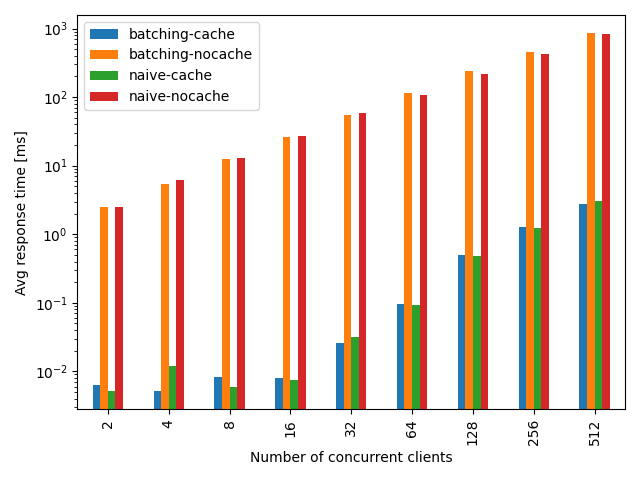 batching-cache
batching-nocache
naive-cache
naive-nocache
Avg response time [ms]
10³
10²
10¹
10⁰
10⁻¹
10⁻²
2 4 8 16 32 64 128 256 512
Number of concurrent clients